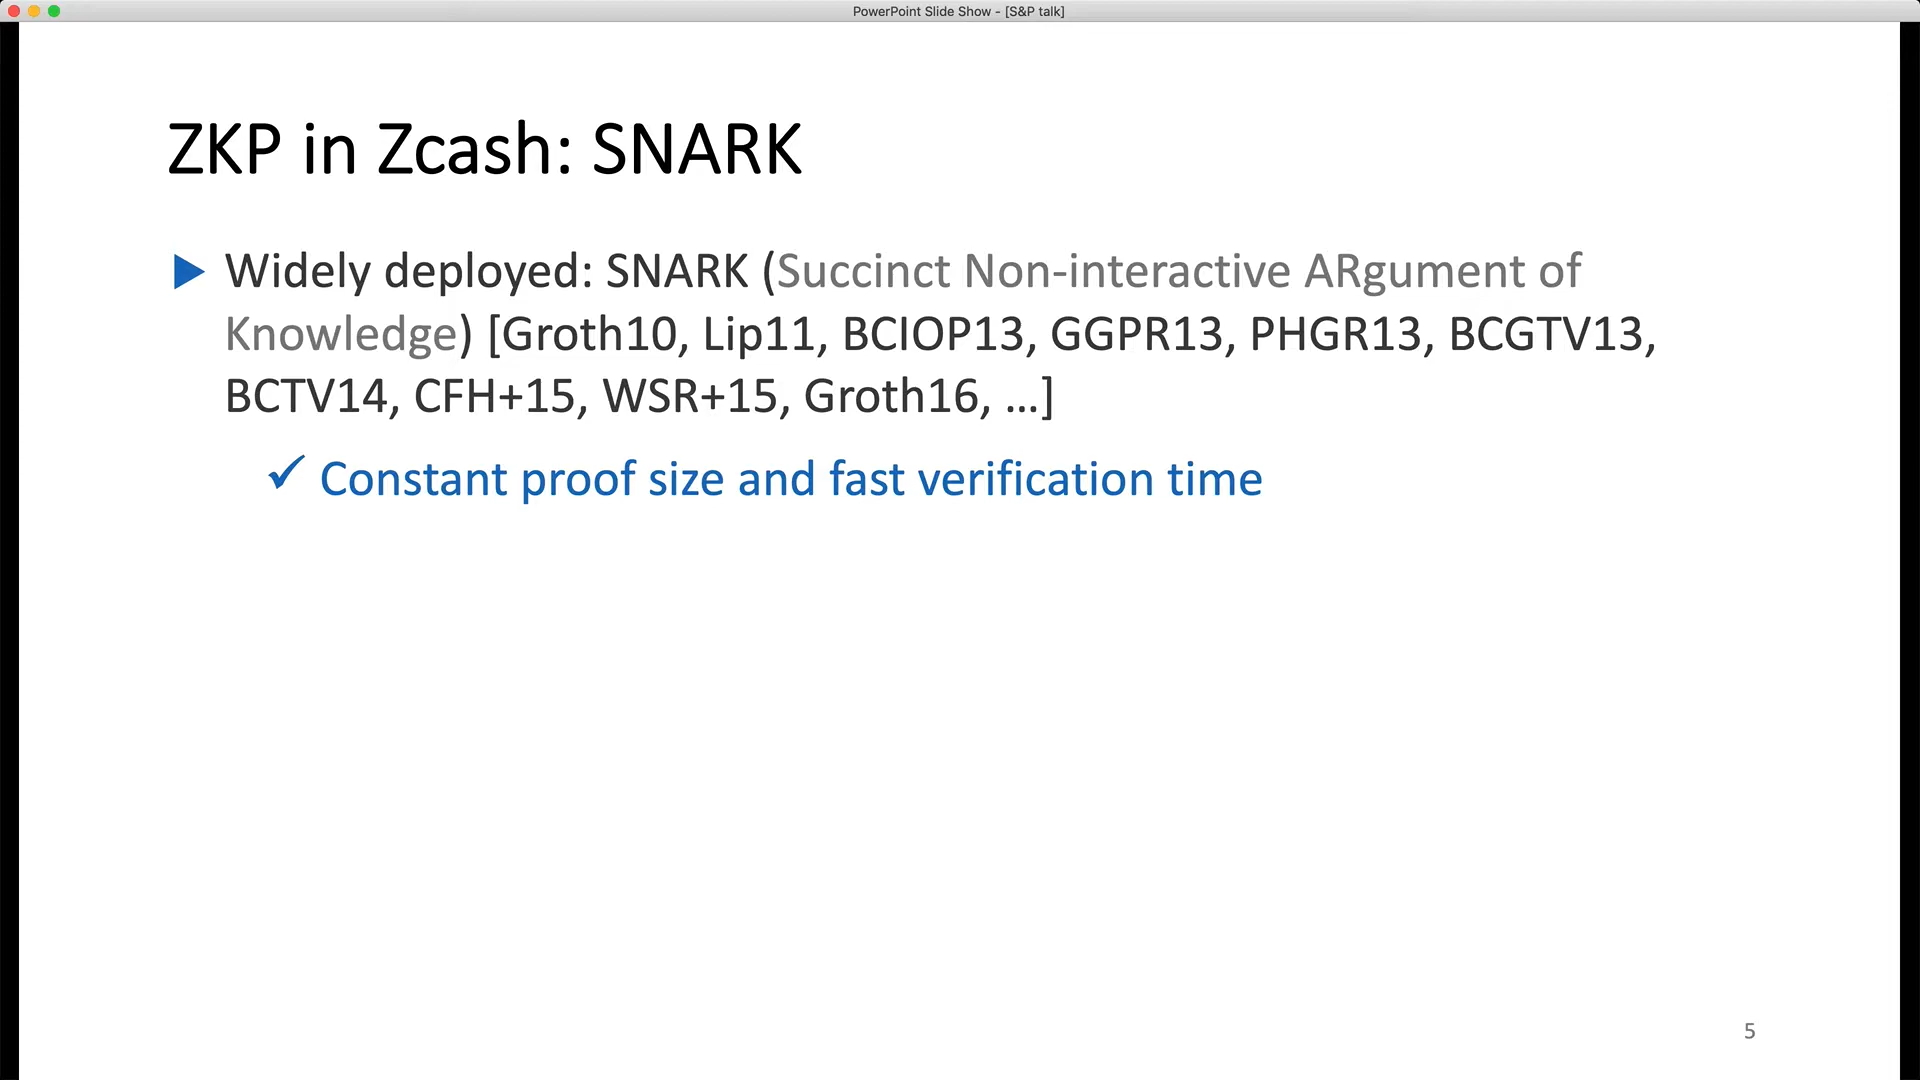 PowerPoint Slide Show - [S&P talk]
ZKP in Zcash: SNARK
Widely deployed: SNARK (Succinct Non-interactive ARgument of
Knowledge) [Groth10, Lip11, BCIOP13, GGPR13, PHGR13, BCGTV13,
BCTV14, CFH+15, WSR+15, Groth16, …]
✓ Constant proof size and fast verification time
5